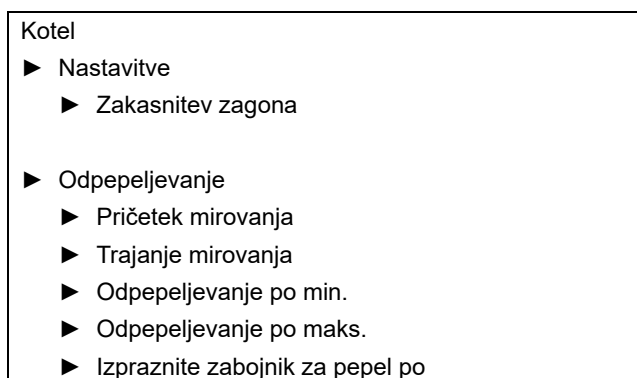 Kotel
► Nastavitve
► Zakasnitev zagona
► Odpepeljevanje
► Pričetek mirovanja
► Trajanje mirovanja
► Odpepeljevanje po min.
► Odpepeljevanje po maks.
► Izpraznite zabojnik za pepel po